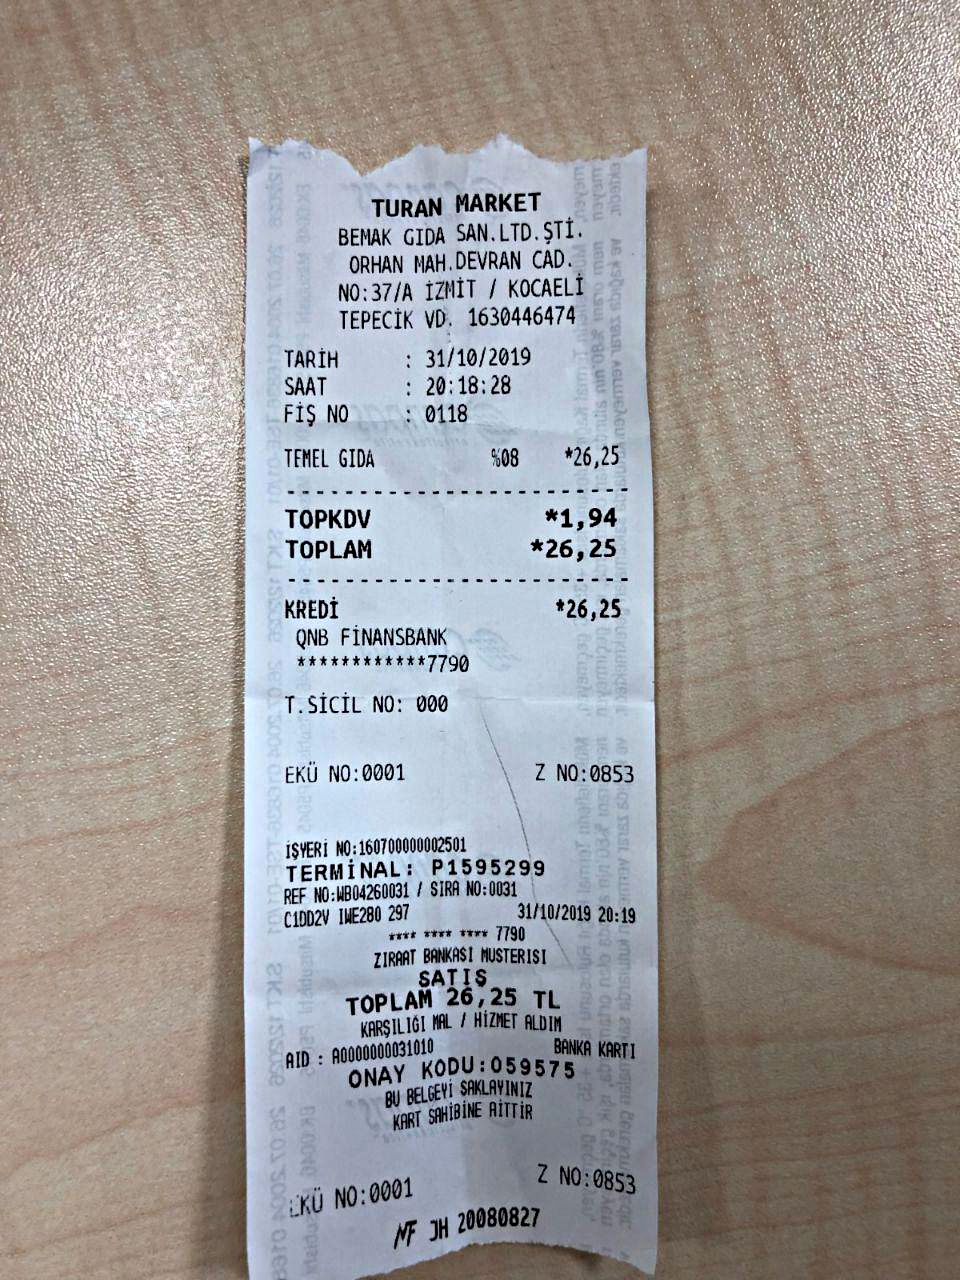 TURAN MARKET
BEMAK GIDA SAN.LTD.ŞTİ.
ORHAN MAH.DEVRAN CAD.
NO:37/A İZMİT / KOCAELİ
TEPECİK VD. 1630446474
TARİH : 31/10/2019
SAAT : 20:18:28
FİŞ NO : 0118
TEMEL GIDA %08 *26,25
TOPKDV *1,94
TOPLAM *26,25
KREDİ *26,25
QNB FİNANSBANK
************7790
T.SİCİL NO: 000
EKÜ NO:0001 Z NO:0853
İŞYERİ NO:160700000002501
TERMİNAL: P1595299
REF NO:WB04260031 / SIRA NO:0031
C1DD2V IWE280 297 31/10/2019 20:19
**** **** **** 7790
ZIRAAT BANKASI MUSTERISI
SATIŞ
TOPLAM 26,25 TL
KARŞILIĞI MAL / HİZMET ALDIM
AID : A0000000031010 BANKA KARTI
ONAY KODU:059575
BU BELGEYİ SAKLAYINIZ
KART SAHİBİNE AİTTİR
EKÜ NO:0001 Z NO:0853
MF JH 20080827